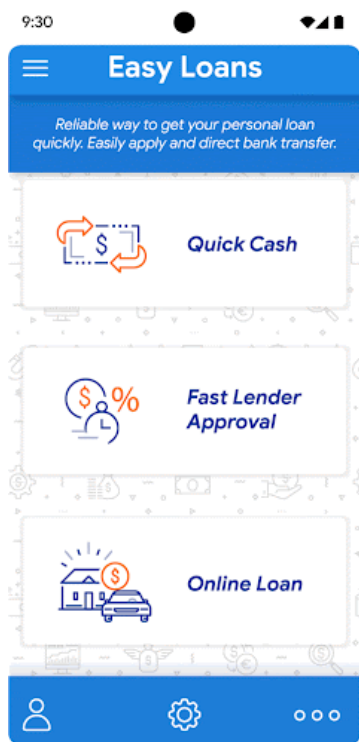 9:30
Easy Loans
Reliable way to get your personal loan
quickly. Easily apply and direct bank transfer.
$
Quick Cash
$ %
Fast Lender
Approval
$
Online Loan